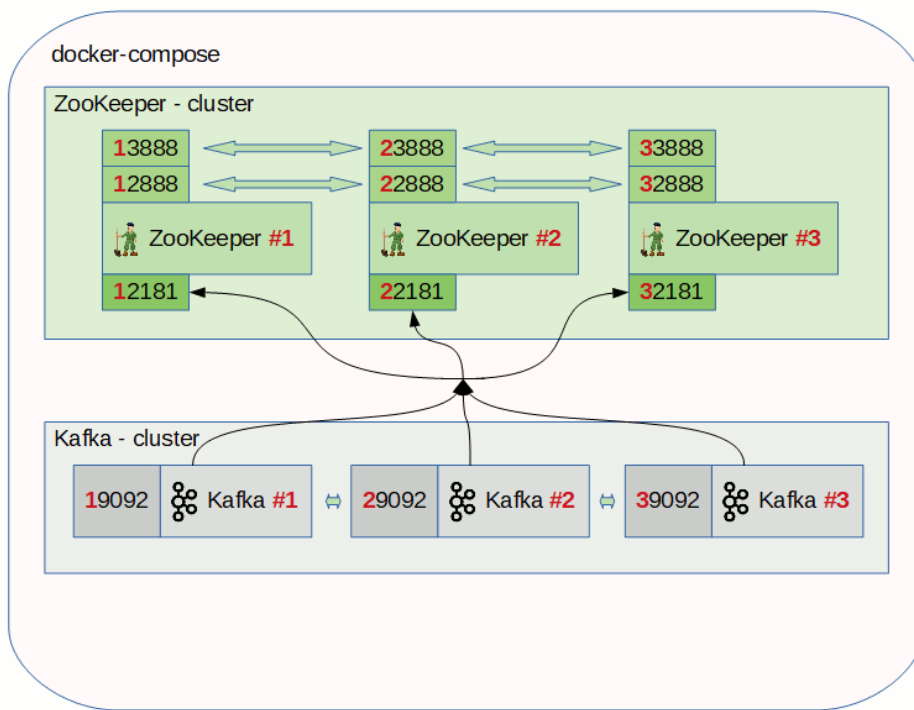 docker-compose
ZooKeeper - cluster
13888 23888 33888
12888 22888 32888
ZooKeeper #1 ZooKeeper #2 ZooKeeper #3
12181 22181 32181
Kafka - cluster
19092 Kafka #1 29092 Kafka #2 39092 Kafka #3